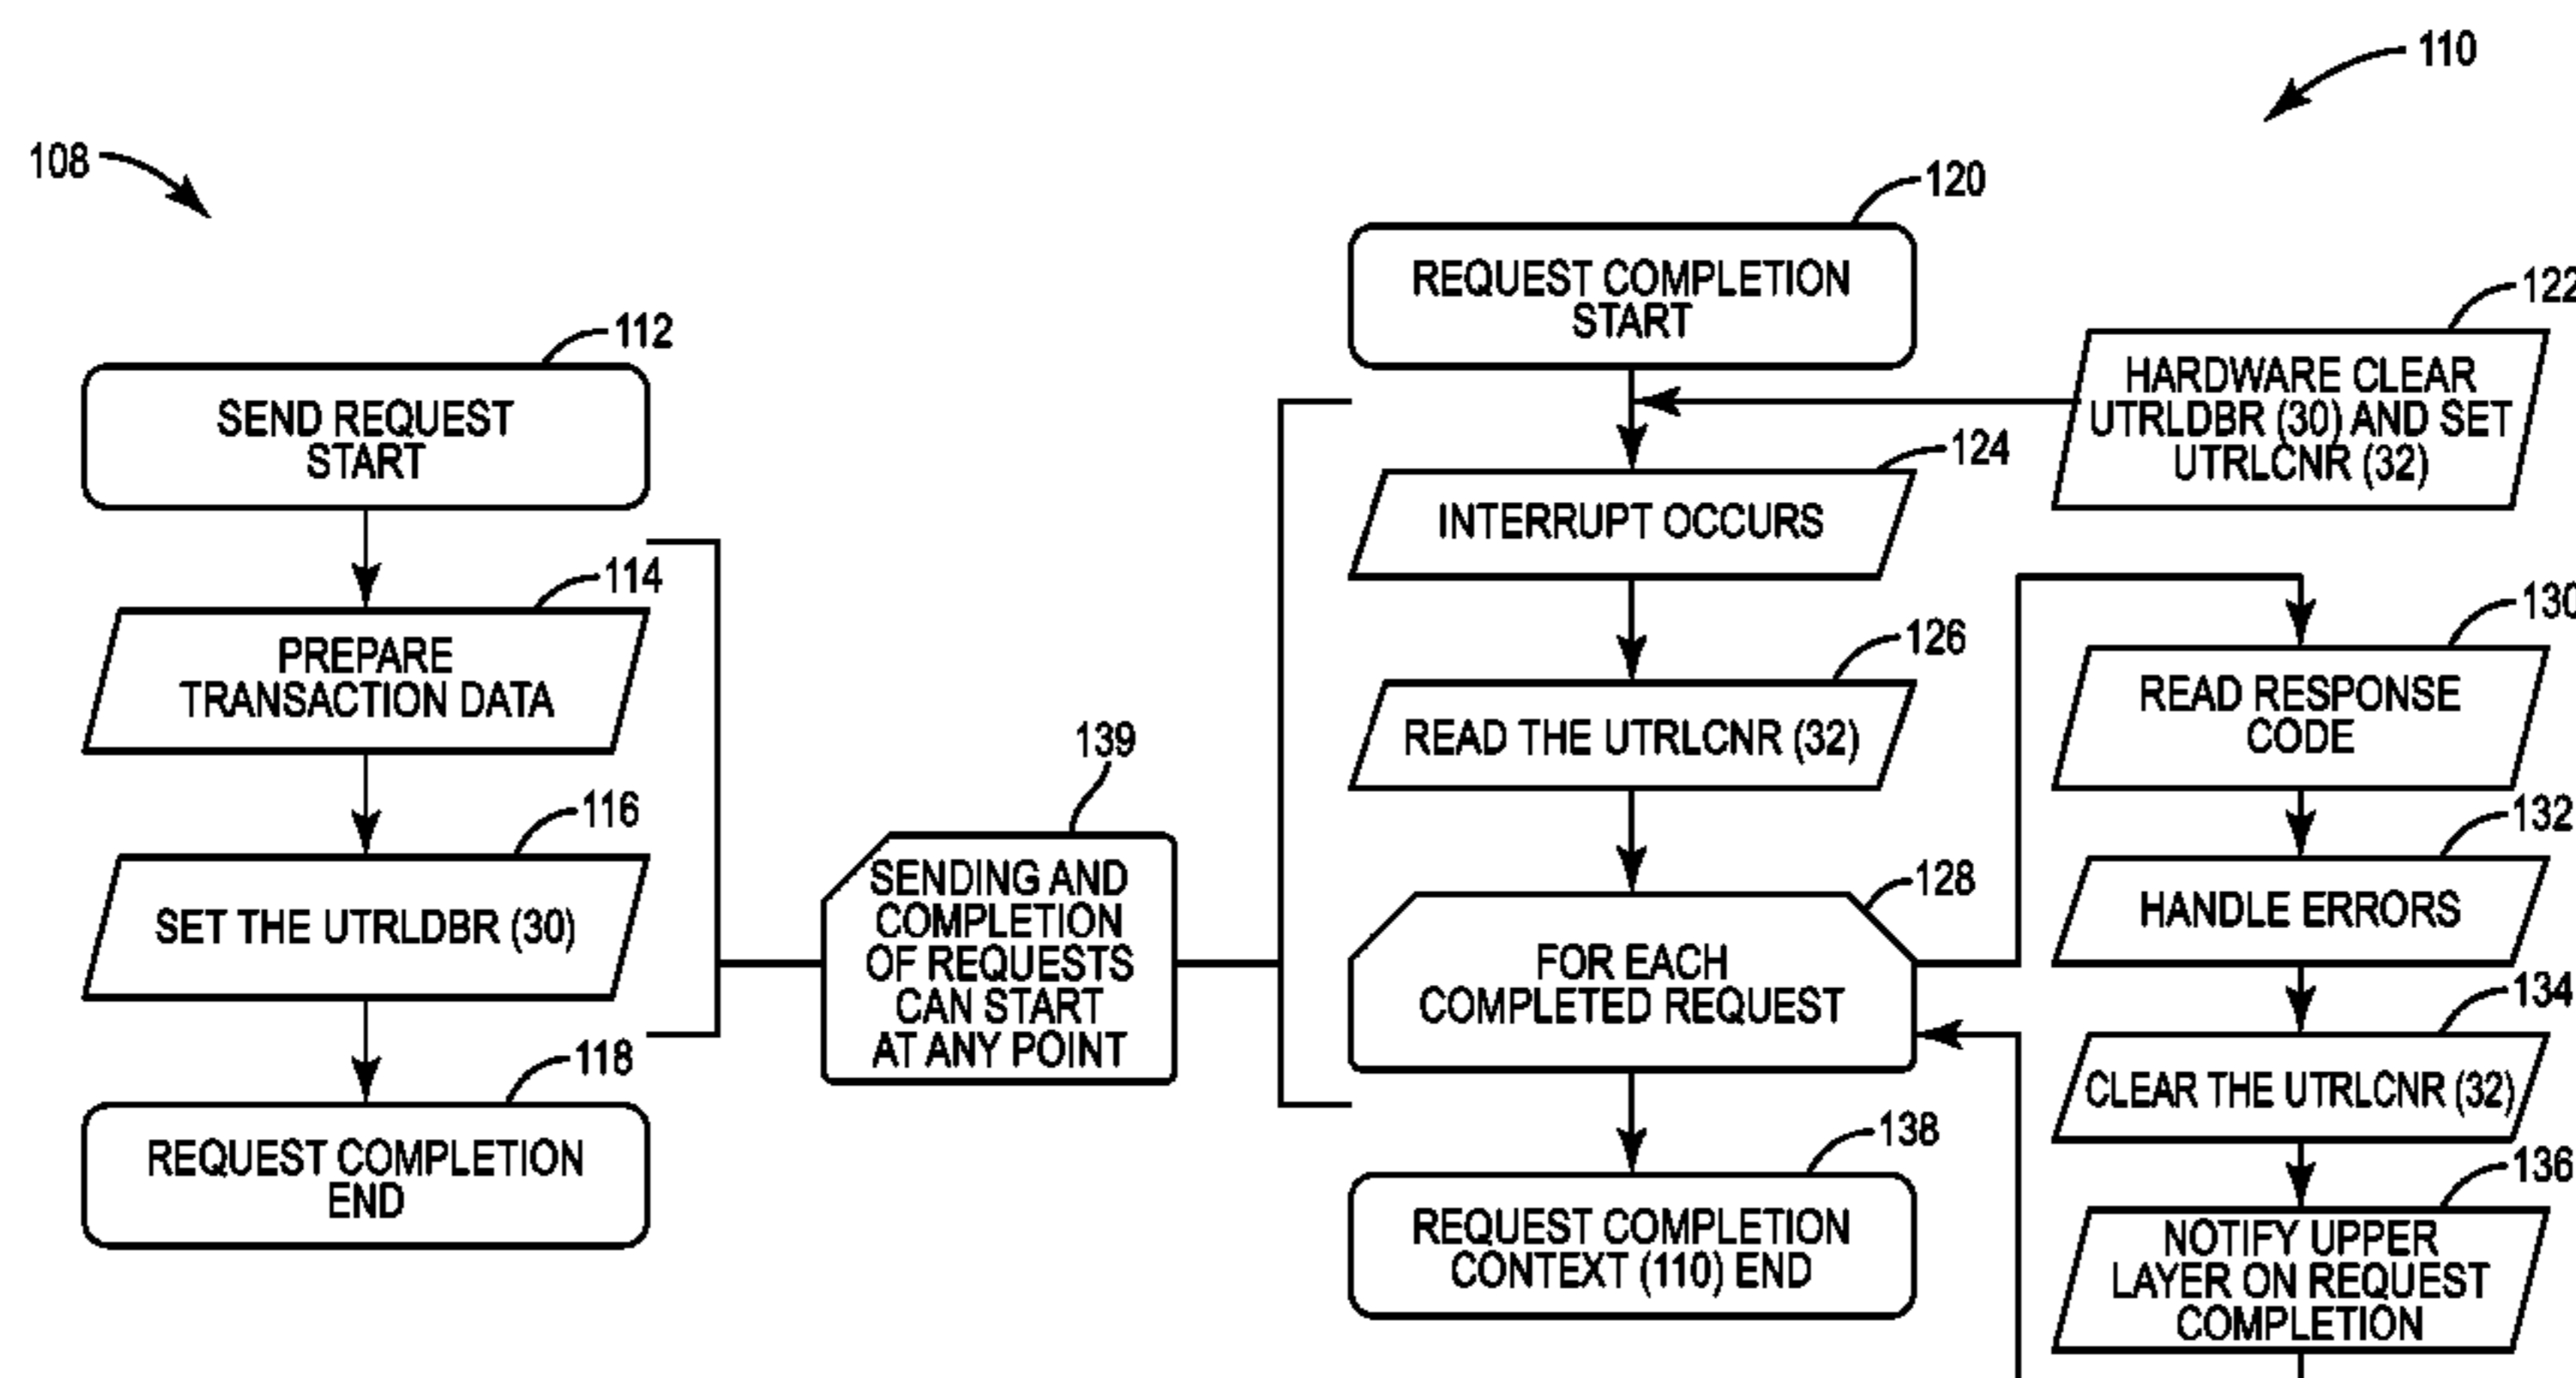 110
108
120
REQUEST COMPLETION
START
122
HARDWARE CLEAR
UTRLDBR (30) AND SET
UTRLCNR (32)
112
SEND REQUEST
START
124
INTERRUPT OCCURS
114
PREPARE
TRANSACTION DATA
126
READ THE UTRLCNR (32)
130
READ RESPONSE
CODE
116
SET THE UTRLDBR (30)
139
SENDING AND
COMPLETION
OF REQUESTS
CAN START
AT ANY POINT
128
FOR EACH
COMPLETED REQUEST
132
HANDLE ERRORS
134
CLEAR THE UTRLCNR (32)
118
REQUEST COMPLETION
END
138
REQUEST COMPLETION
CONTEXT (110) END
136
NOTIFY UPPER
LAYER ON REQUEST
COMPLETION